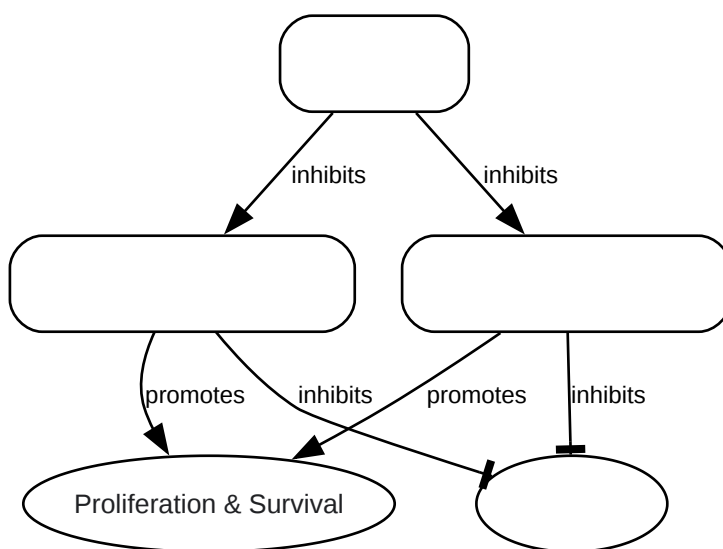 inhibits
inhibits
promotes
inhibits
promotes
inhibits
Proliferation & Survival